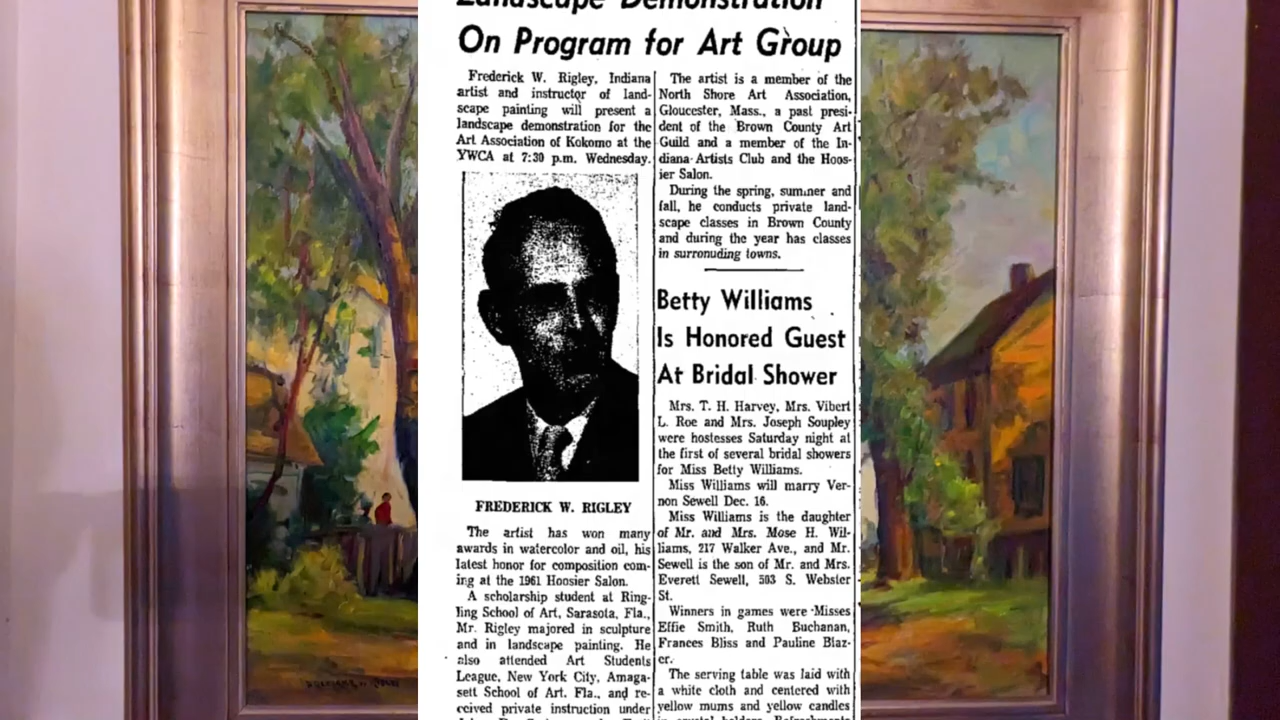 Landscape Demonstration
On Program for Art Group
Frederick W. Rigley, Indiana
artist and instructor of land-
scape painting will present a
landscape demonstration for the
Art Association of Kokomo at the
YWCA at 7:30 p.m. Wednesday.
FREDERICK W. RIGLEY
The artist has won many
awards in watercolor and oil, his
latest honor for composition com-
ing at the 1961 Hoosier Salon.
A scholarship student at Ring-
ling School of Art, Sarasota, Fla.,
Mr. Rigley majored in sculpture
and in landscape painting. He
also attended Art Students
League, New York City, Amaga-
sett School of Art. Fla., and re-
ceived private instruction under
The artist is a member of the
North Shore Art Association,
Gloucester, Mass., a past presi-
dent of the Brown County Art
Guild and a member of the In-
diana Artists Club and the Hoos-
ier Salon.
During the spring, summer and
fall, he conducts private land-
scape classes in Brown County
and during the year has classes
in surronuding towns.
Betty Williams
Is Honored Guest
At Bridal Shower
Mrs. T. H. Harvey, Mrs. Vibert
L. Roe and Mrs. Joseph Soupley
were hostesses Saturday night at
the first of several bridal showers
for Miss Betty Williams.
Miss Williams will marry Ver-
non Sewell Dec. 16.
Miss Williams is the daughter
of Mr. and Mrs. Mose H. Wil-
liams, 217 Walker Ave., and Mr.
Sewell is the son of Mr. and Mrs.
Everett Sewell, 503 S. Webster
St.
Winners in games were Misses
Effie Smith, Ruth Buchanan,
Frances Bliss and Pauline Blaz-
er.
The serving table was laid with
a white cloth and centered with
yellow mums and yellow candles